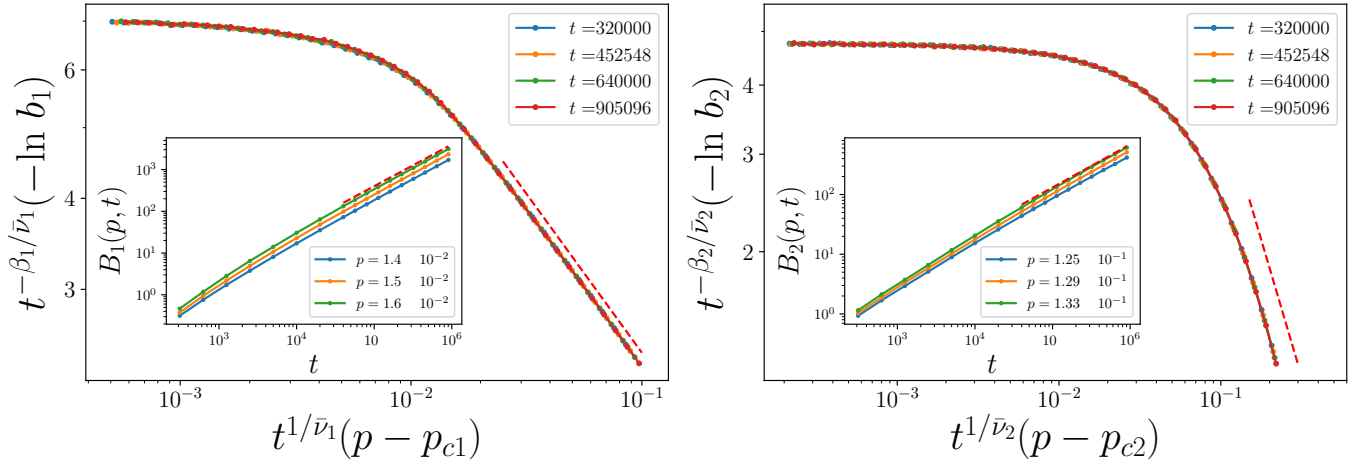 t^{-β_1/ν̄_1}(−ln b_1)
6
4
3
10^{-3}
10^{-2}
10^{-1}
t^{1/ν̄_1}(p − p_{c1})
t =320000
t =452548
t =640000
t =905096
B_1(p, t)
10^3
10^2
10^1
10^0
10^3
10^4
10
10^6
t
p = 1.4 10^{-2}
p = 1.5 10^{-2}
p = 1.6 10^{-2}
t^{-β_2/ν̄_2}(−ln b_2)
4
3
2
10^{-3}
10^{-2}
10^{-1}
t^{1/ν̄_2}(p − p_{c2})
t =320000
t =452548
t =640000
t =905096
B_2(p, t)
10^2
10^1
10^0
10^3
10^4
10
10^6
t
p = 1.25 10^{-1}
p = 1.29 10^{-1}
p = 1.33 10^{-1}